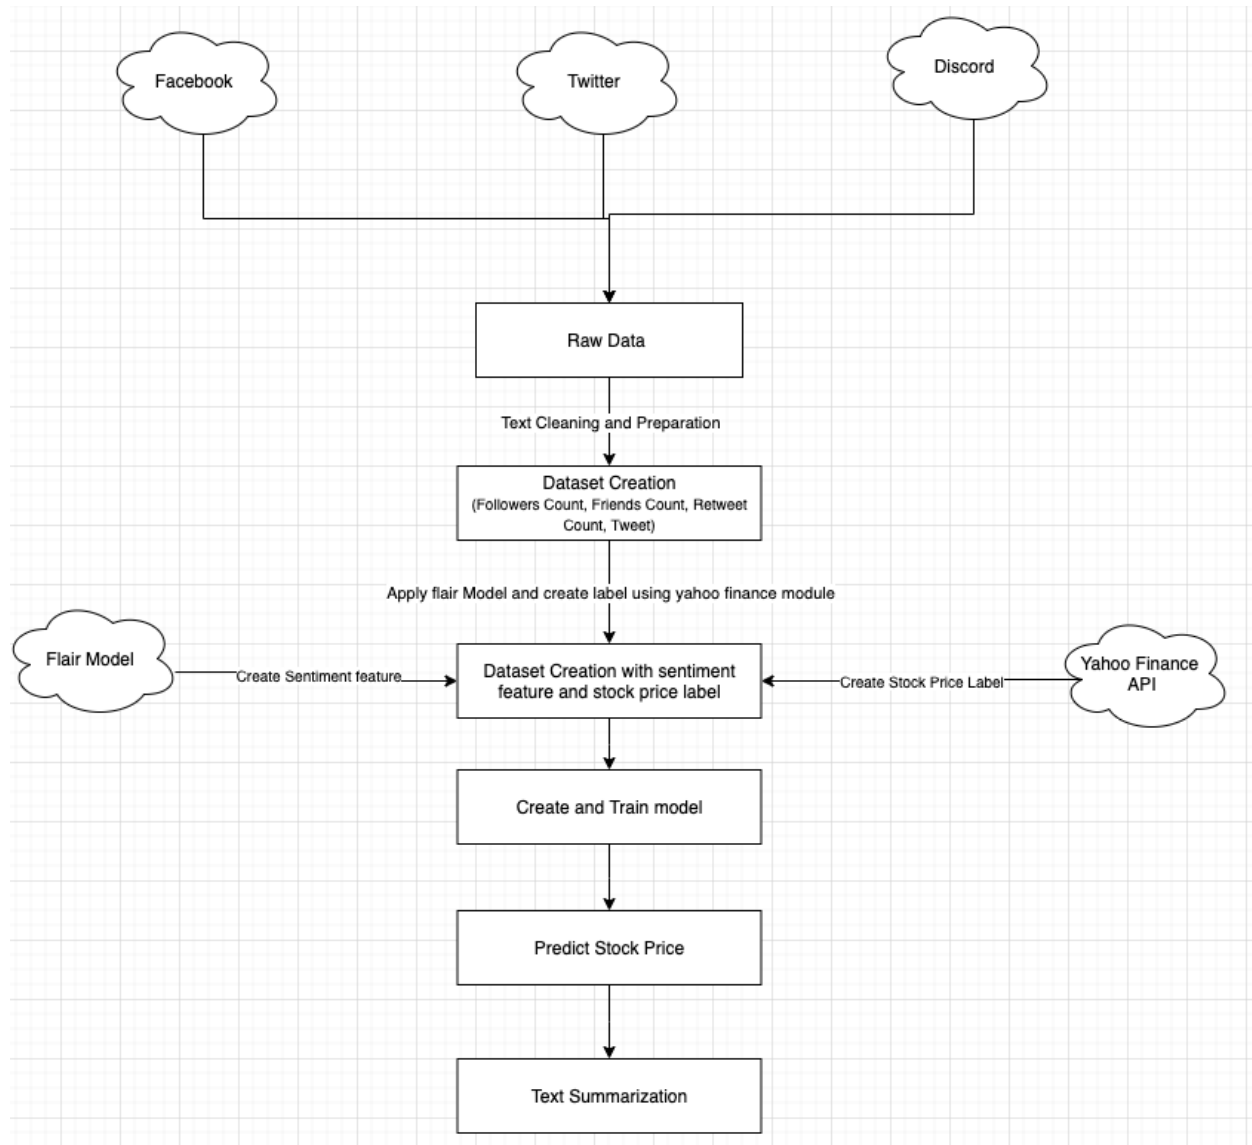 Facebook
Twitter
Discord
Raw Data
Text Cleaning and Preparation
Dataset Creation
(Followers Count, Friends Count, Retweet
Count, Tweet)
Apply flair Model and create label using yahoo finance module
Flair Model
Create Sentiment feature
Dataset Creation with sentiment
feature and stock price label
Create Stock Price Label
Yahoo Finance
API
Create and Train model
Predict Stock Price
Text Summarization